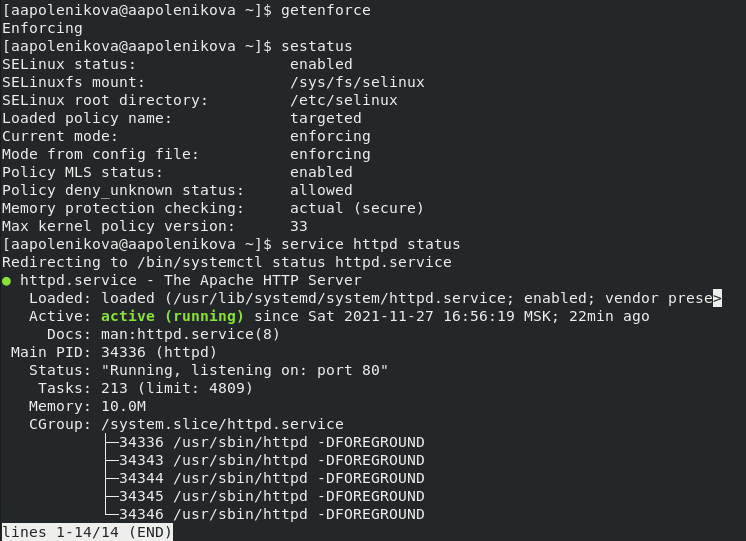 [aapolenikova@aapolenikova ~]$ getenforce
Enforcing
[aapolenikova@aapolenikova ~]$ sestatus
SELinux status:                 enabled
SELinuxfs mount:                /sys/fs/selinux
SELinux root directory:         /etc/selinux
Loaded policy name:             targeted
Current mode:                   enforcing
Mode from config file:          enforcing
Policy MLS status:              enabled
Policy deny_unknown status:     allowed
Memory protection checking:     actual (secure)
Max kernel policy version:      33
[aapolenikova@aapolenikova ~]$ service httpd status
Redirecting to /bin/systemctl status httpd.service
● httpd.service - The Apache HTTP Server
   Loaded: loaded (/usr/lib/systemd/system/httpd.service; enabled; vendor prese>
   Active: active (running) since Sat 2021-11-27 16:56:19 MSK; 22min ago
     Docs: man:httpd.service(8)
 Main PID: 34336 (httpd)
   Status: "Running, listening on: port 80"
    Tasks: 213 (limit: 4809)
   Memory: 10.0M
   CGroup: /system.slice/httpd.service
           ├─34336 /usr/sbin/httpd -DFOREGROUND
           ├─34343 /usr/sbin/httpd -DFOREGROUND
           ├─34344 /usr/sbin/httpd -DFOREGROUND
           ├─34345 /usr/sbin/httpd -DFOREGROUND
           └─34346 /usr/sbin/httpd -DFOREGROUND
lines 1-14/14 (END)